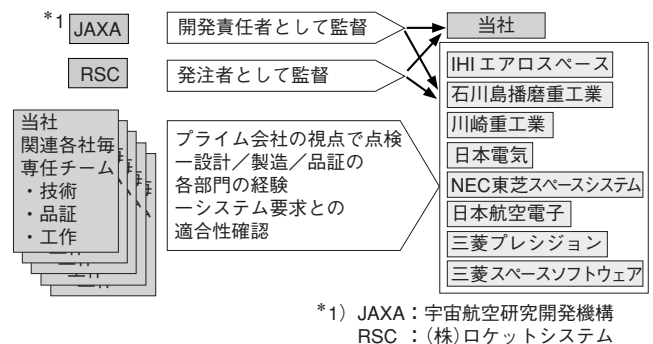 *1 JAXA
開発責任者として監督
当社
RSC
発注者として監督
IHIエアロスペース
石川島播磨重工業
川崎重工業
日本電気
NEC東芝スペースシステム
日本航空電子
三菱プレシジョン
三菱スペースソフトウェア
当社
関連各社毎
専任チーム
・技術
・品証
・工作
プライム会社の視点で点検
ー設計／製造／品証の
各部門の経験
ーシステム要求との
適合性確認
*1) JAXA：宇宙航空研究開発機構
RSC ：(株)ロケットシステム